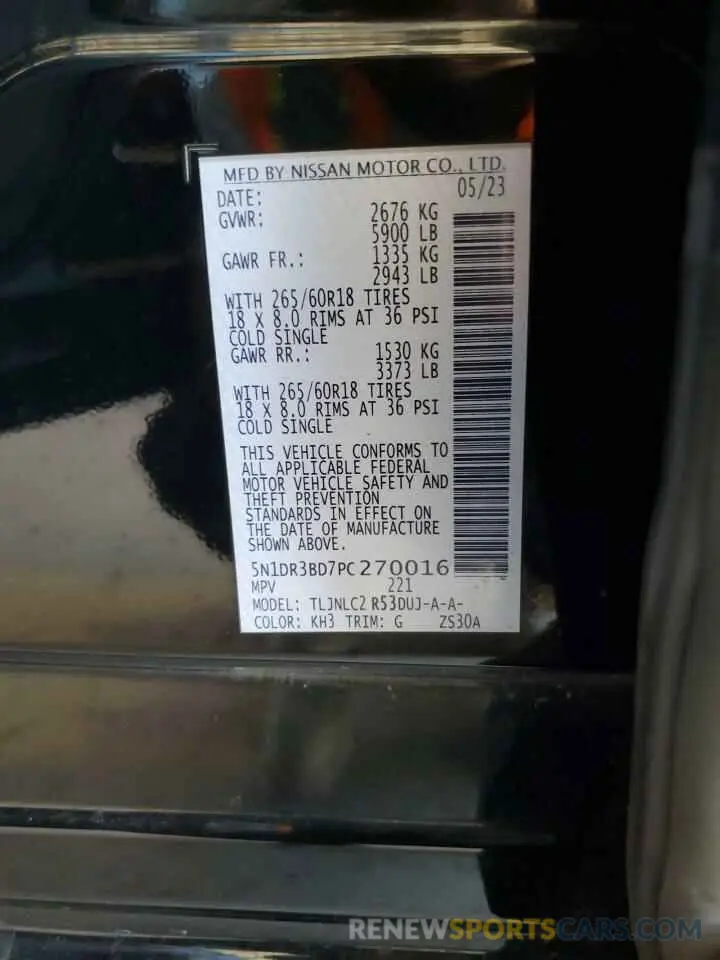 MFD BY NISSAN MOTOR CO., LTD.
DATE: 05/23
GVWR: 2676 KG
5900 LB
GAWR FR.: 1335 KG
2943 LB
WITH 265/60R18 TIRES
18 X 8.0 RIMS AT 36 PSI
COLD SINGLE
GAWR RR.: 1530 KG
3373 LB
WITH 265/60R18 TIRES
18 X 8.0 RIMS AT 36 PSI
COLD SINGLE
THIS VEHICLE CONFORMS TO
ALL APPLICABLE FEDERAL
MOTOR VEHICLE SAFETY AND
THEFT PREVENTION
STANDARDS IN EFFECT ON
THE DATE OF MANUFACTURE
SHOWN ABOVE.
5N1DR3BD7PC270016
MPV 221
MODEL: TLJNLC2 R53DUJ-A-A-
COLOR: KH3 TRIM: G ZS30A
RENEWSPORTSCARS.COM